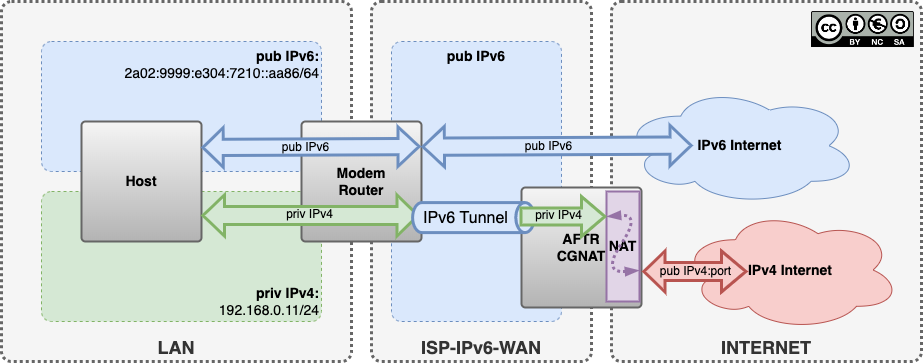 cc BY NC SA
pub IPv6:
2a02:9999:e304:7210::aa86/64
pub IPv6
pub IPv6
pub IPv6
IPv6 Internet
Host
Modem
Router
priv IPv4
IPv6 Tunnel
priv IPv4
AFTR
CGNAT
NAT
pub IPv4:port
IPv4 Internet
priv IPv4:
192.168.0.11/24
LAN
ISP-IPv6-WAN
INTERNET